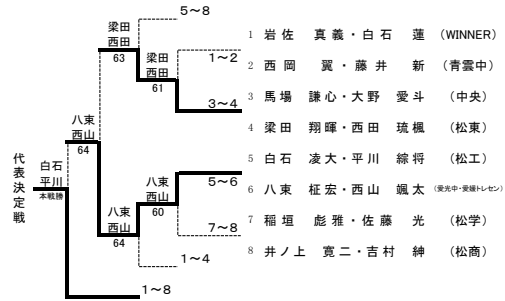 代表決定戦
白石
平川
本戦勝
八東
西山
64
梁田
西田
63
梁田
西田
61
八東
西山
64
八東
西山
60
5～8
1～2
3～4
5～6
7～8
1～4
1～8
1 岩佐 真義・白石 蓮 （WINNER）
2 西岡 翼・藤井 新 （青雲中）
3 馬場 謙心・大野 愛斗 （中央）
4 梁田 翔暉・西田 琉楓 （松東）
5 白石 凌大・平川 綜将 （松工）
6 八東 柾宏・西山 颯太 （愛光中・愛媛トレセン）
7 稲垣 彪雅・佐藤 光 （松学）
8 井ノ上 寛二・吉村 紳 （松商）